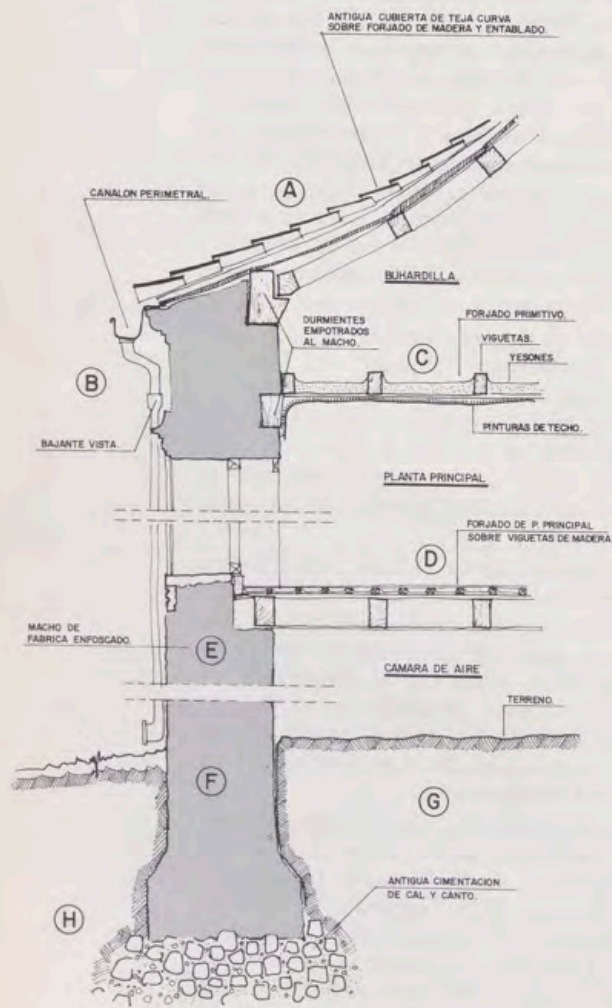 ANTIGUA CUBIERTA DE TEJA CURVA
SOBRE FORJADO DE MADERA Y ENTABLADO.
CANALON PERIMETRAL.
A
BUHARDILLA.
DURMIENTES
EMPOTRADOS
AL MACHO.
FORJADO PRIMITIVO.
C
VIGUETAS.
YESONES.
B
PINTURAS DE TECHO.
BAJANTE VISTA.
PLANTA PRINCIPAL
FORJADO DE P. PRINCIPAL
SOBRE VIGUETAS DE MADERA
D
MACHO DE
FABRICA ENFOSCADO.
E
CAMARA DE AIRE
TERRENO.
F
G
ANTIGUA CIMENTACION
DE CAL Y CANTO.
H